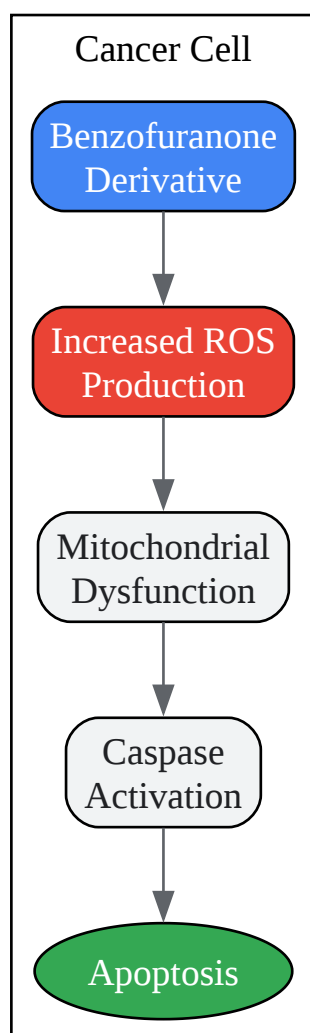 Cancer Cell
Benzofuranone
Derivative
Increased ROS
Production
Mitochondrial
Dysfunction
Caspase
Activation
Apoptosis